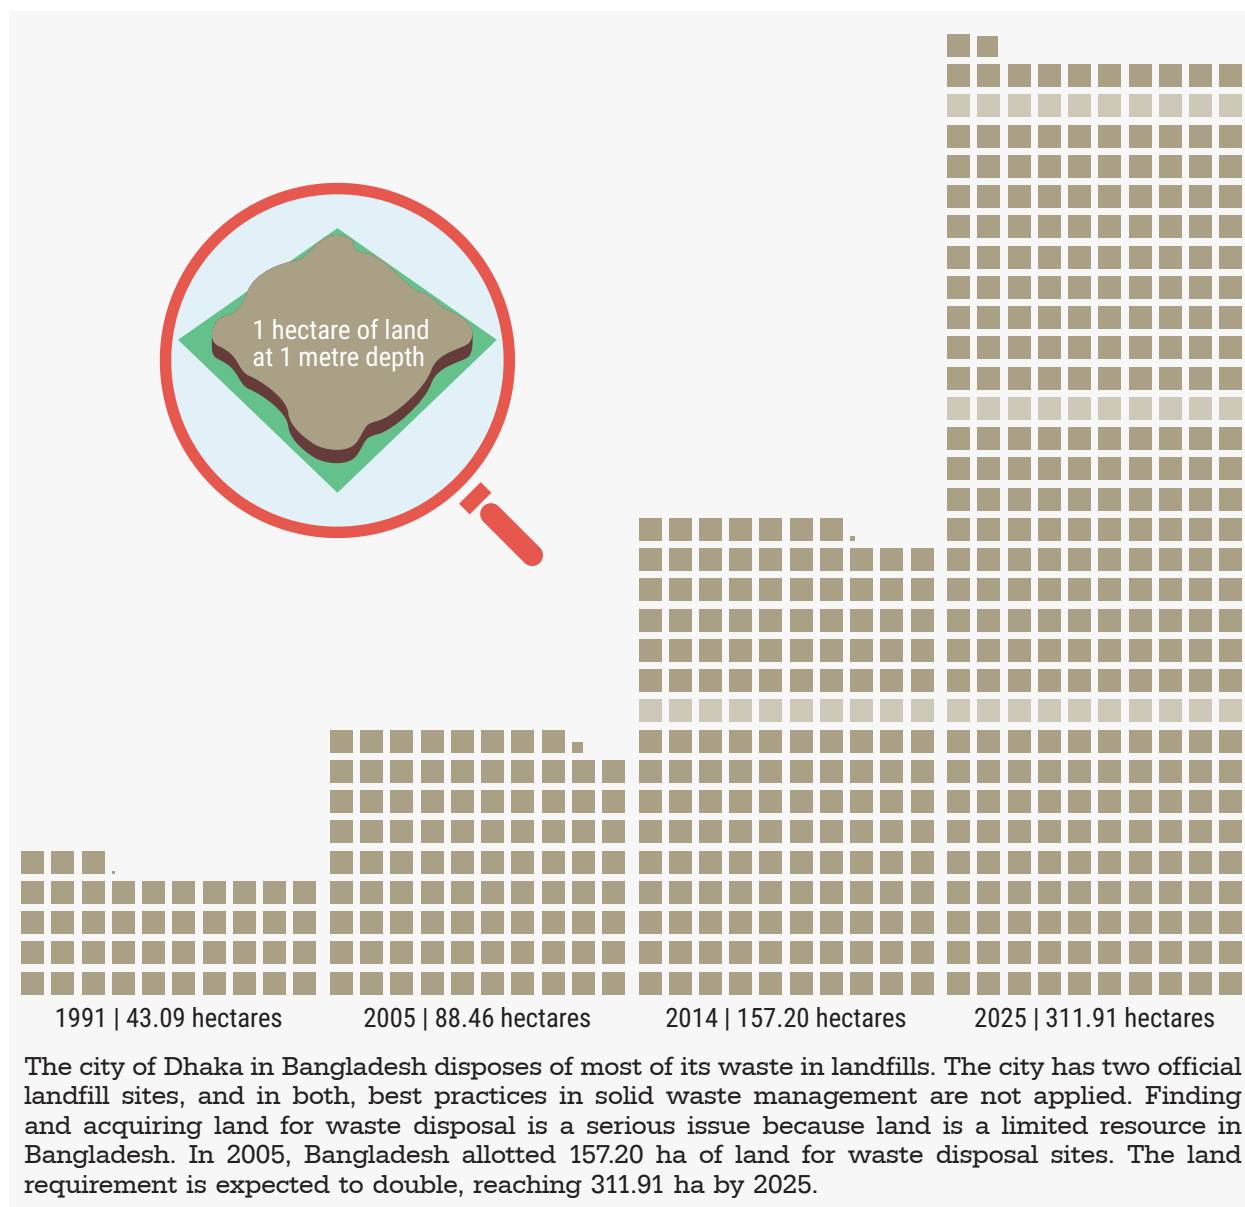 1 hectare of land
at 1 metre depth
1991 | 43.09 hectares
2005 | 88.46 hectares
2014 | 157.20 hectares
2025 | 311.91 hectares
The city of Dhaka in Bangladesh disposes of most of its waste in landfills. The city has two official
landfill sites, and in both, best practices in solid waste management are not applied. Finding
and acquiring land for waste disposal is a serious issue because land is a limited resource in
Bangladesh. In 2005, Bangladesh allotted 157.20 ha of land for waste disposal sites. The land
requirement is expected to double, reaching 311.91 ha by 2025.